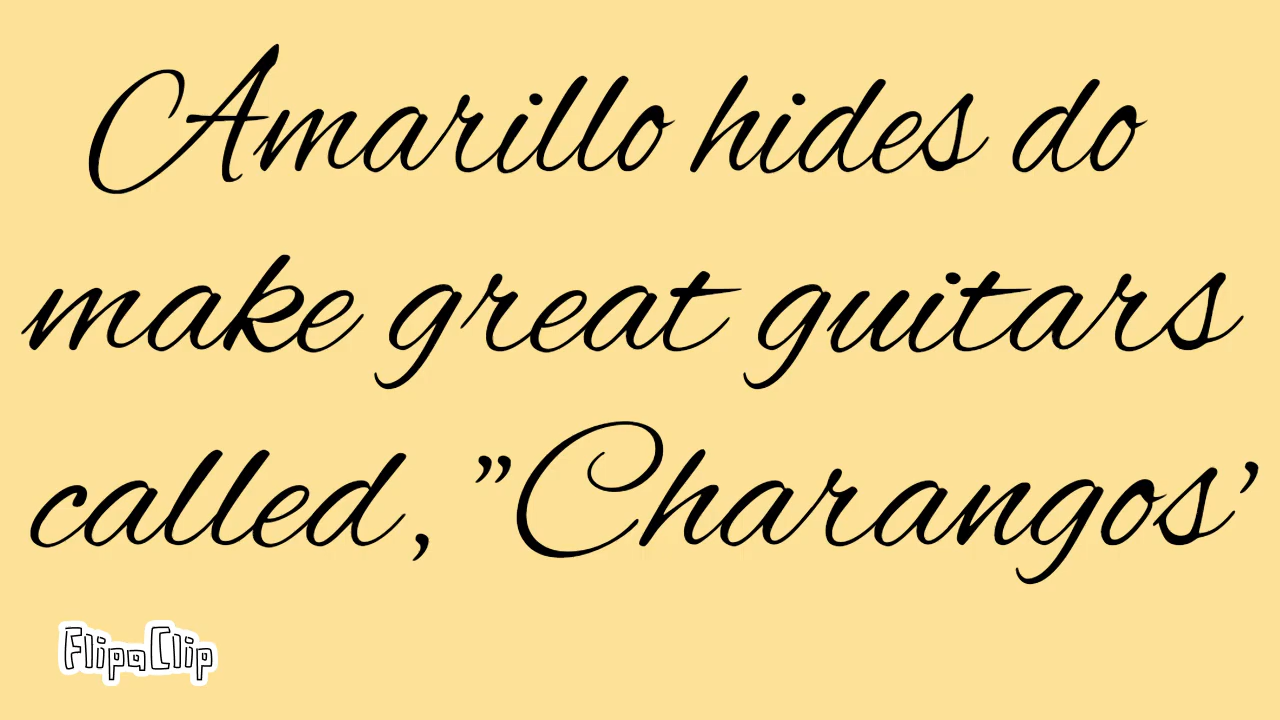 Amarillo hides do
make great guitars
called, ”Charangos’
FlipaClip